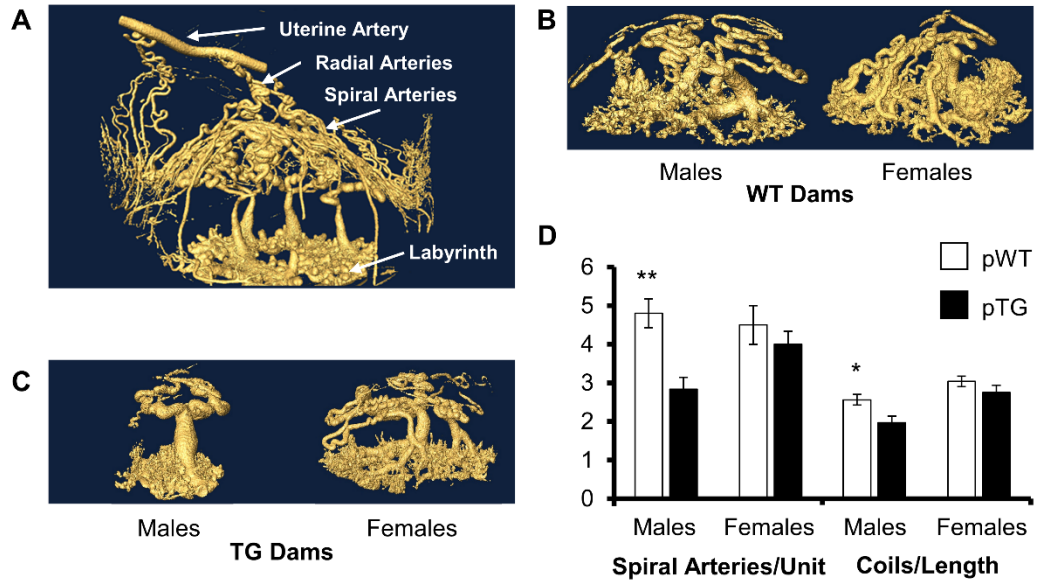 A
Uterine Artery
Radial Arteries
Spiral Arteries
Labyrinth
B
Males Females
WT Dams
C
Males Females
TG Dams
D
pWT
pTG
6
5
4
3
2
1
0
**
*
Males Females Males Females
Spiral Arteries/Unit Coils/Length